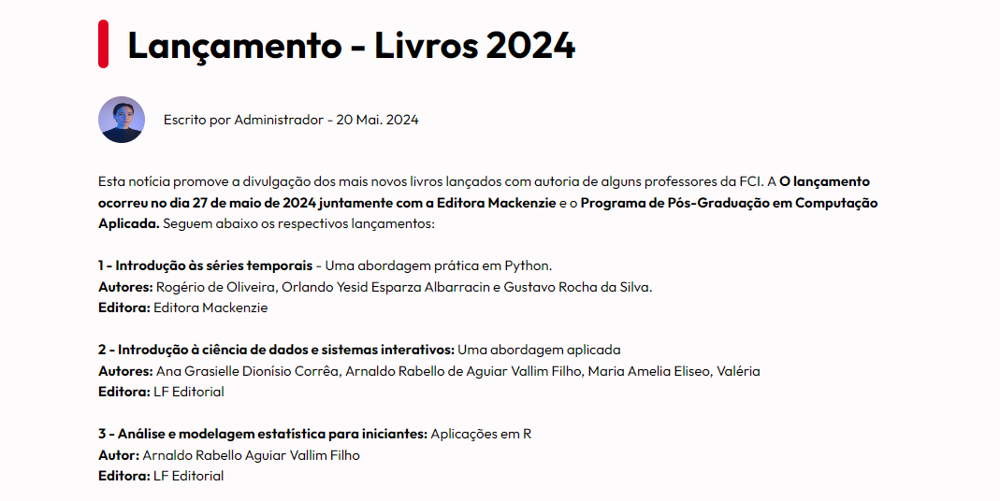 Lançamento - Livros 2024
Escrito por Administrador - 20 Mai. 2024
Esta notícia promove a divulgação dos mais novos livros lançados com autoria de alguns professores da FCI. A O lançamento
ocorreu no dia 27 de maio de 2024 juntamente com a Editora Mackenzie e o Programa de Pós-Graduação em Computação
Aplicada. Seguem abaixo os respectivos lançamentos:
1 - Introdução às séries temporais - Uma abordagem prática em Python.
Autores: Rogério de Oliveira, Orlando Yesid Esparza Albarracin e Gustavo Rocha da Silva.
Editora: Editora Mackenzie
2 - Introdução à ciência de dados e sistemas interativos: Uma abordagem aplicada
Autores: Ana Grasielle Dionísio Corrêa, Arnaldo Rabello de Aguiar Vallim Filho, Maria Amelia Eliseo, Valéria
Editora: LF Editorial
3 - Análise e modelagem estatística para iniciantes: Aplicações em R
Autor: Arnaldo Rabello Aguiar Vallim Filho
Editora: LF Editorial